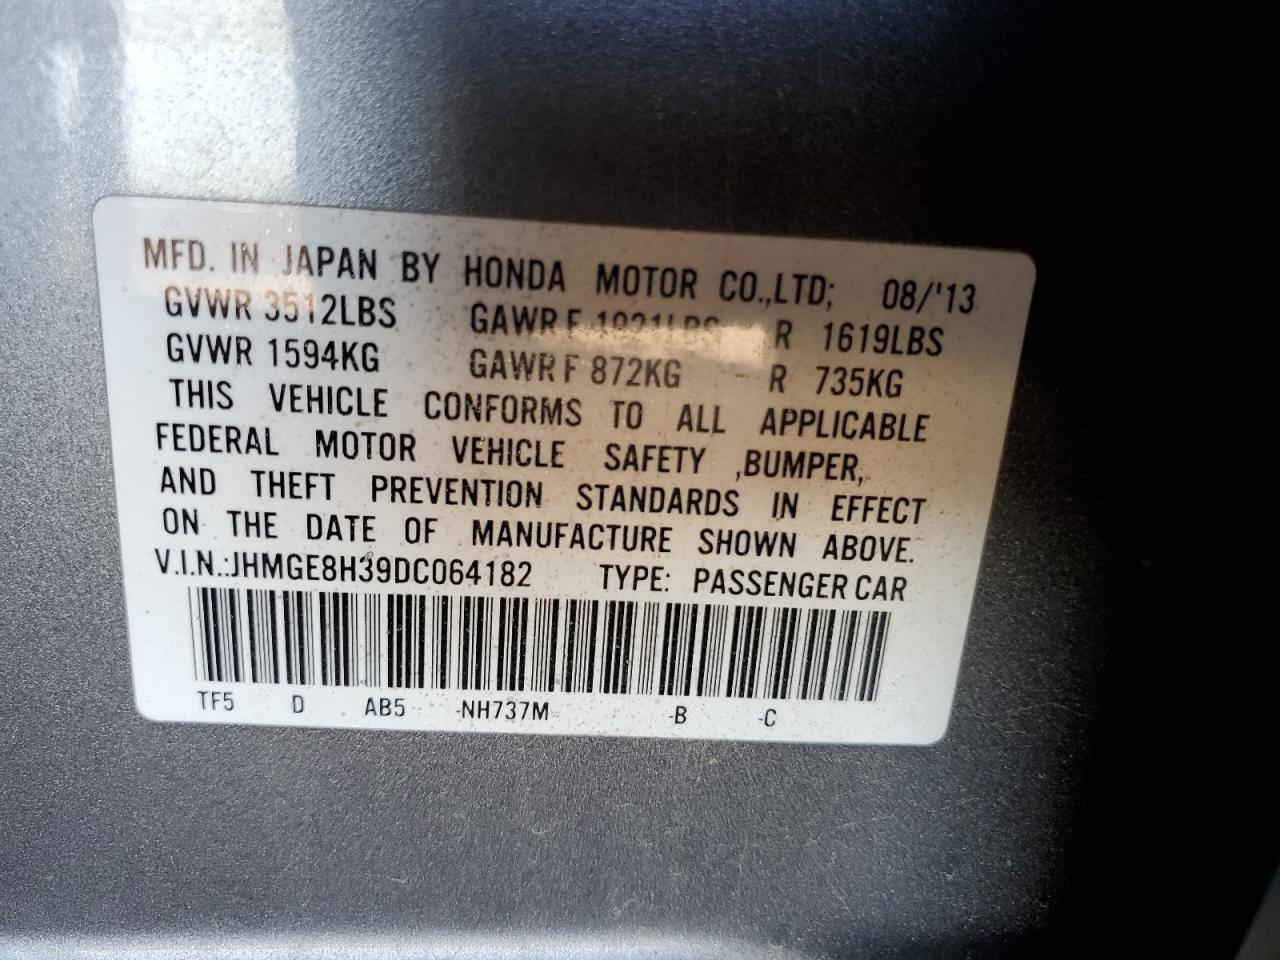 MFD. IN JAPAN BY HONDA MOTOR CO.,LTD; 08/'13
GVWR 3512LBS GAWR F 1921LBS R 1619LBS
GVWR 1594KG GAWR F 872KG - R 735KG
THIS VEHICLE CONFORMS TO ALL APPLICABLE
FEDERAL MOTOR VEHICLE SAFETY ,BUMPER,
AND THEFT PREVENTION STANDARDS IN EFFECT
ON THE DATE OF MANUFACTURE SHOWN ABOVE.
V.I.N.:JHMGE8H39DC064182 TYPE: PASSENGER CAR
TF5 D AB5 -NH737M -B -C